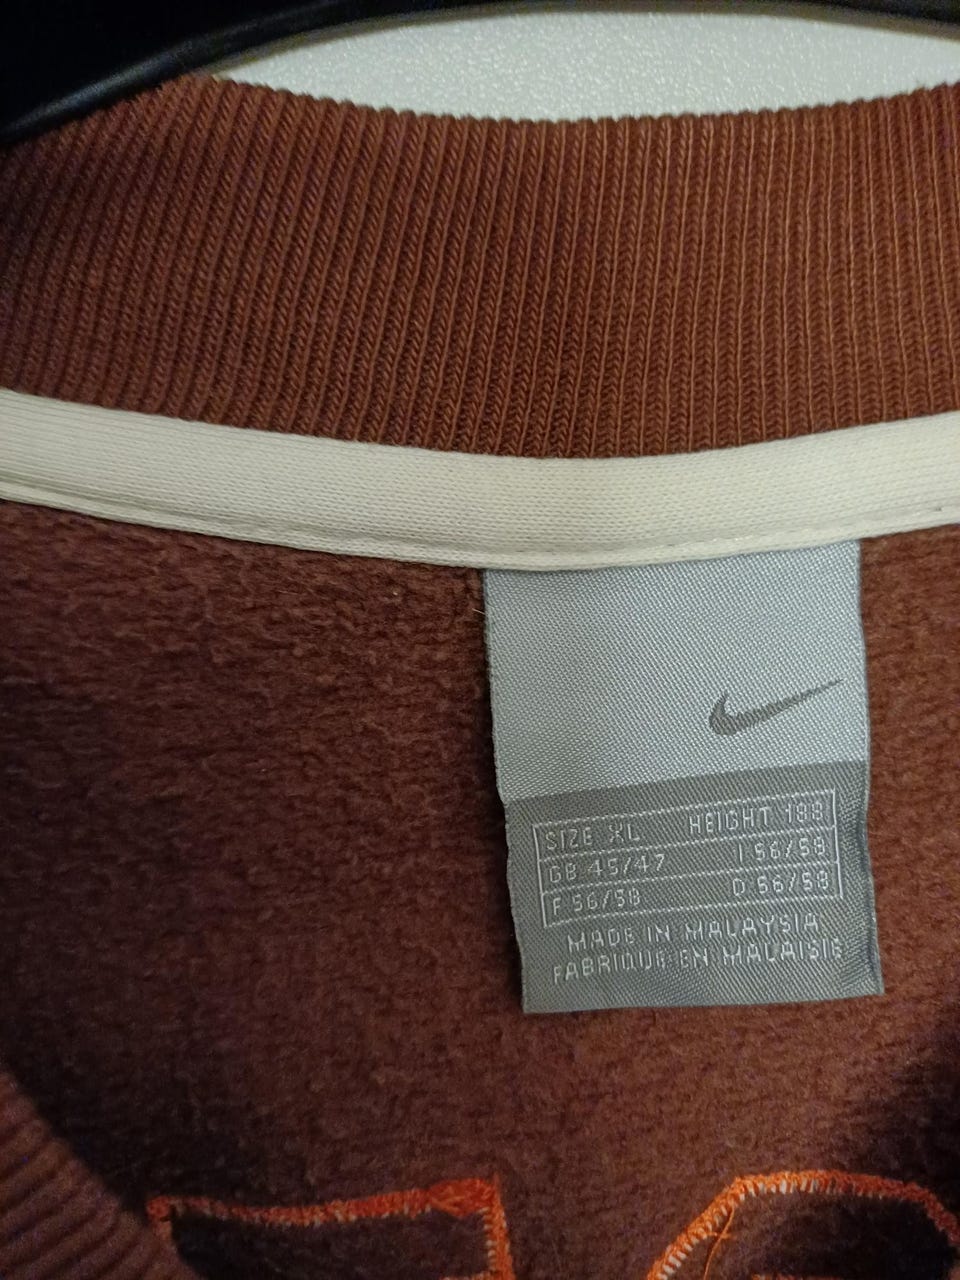 SIZE XL HEIGHT 188
GB 45/47 I 56/58
F 56/58 D 56/58
MADE IN MALAYSIA
FABRIQUE EN MALAISIE